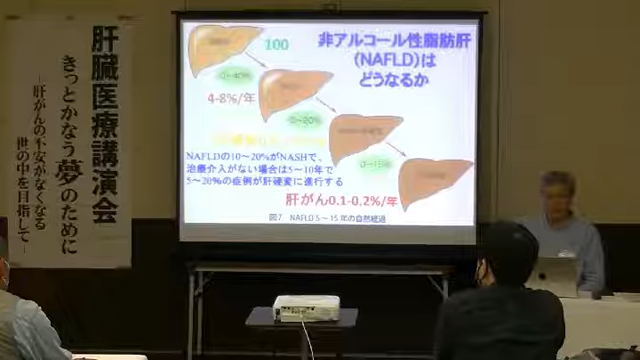 肝臓医療講演会
きっとかなう夢のために
―肝がんの不安がなくなる
世の中を目指して―
100
非アルコール性脂肪肝
(NAFLD)は
どうなるか
0~40%
4-8%/年
0~20%
0~15%
NAFLDの10~20%がNASHで、
治療介入がない場合は5~10年で
5~20%の症例が肝硬変に進行する
肝がん0.1-0.2%/年
図7 NAFLD 5~15年の自然経過